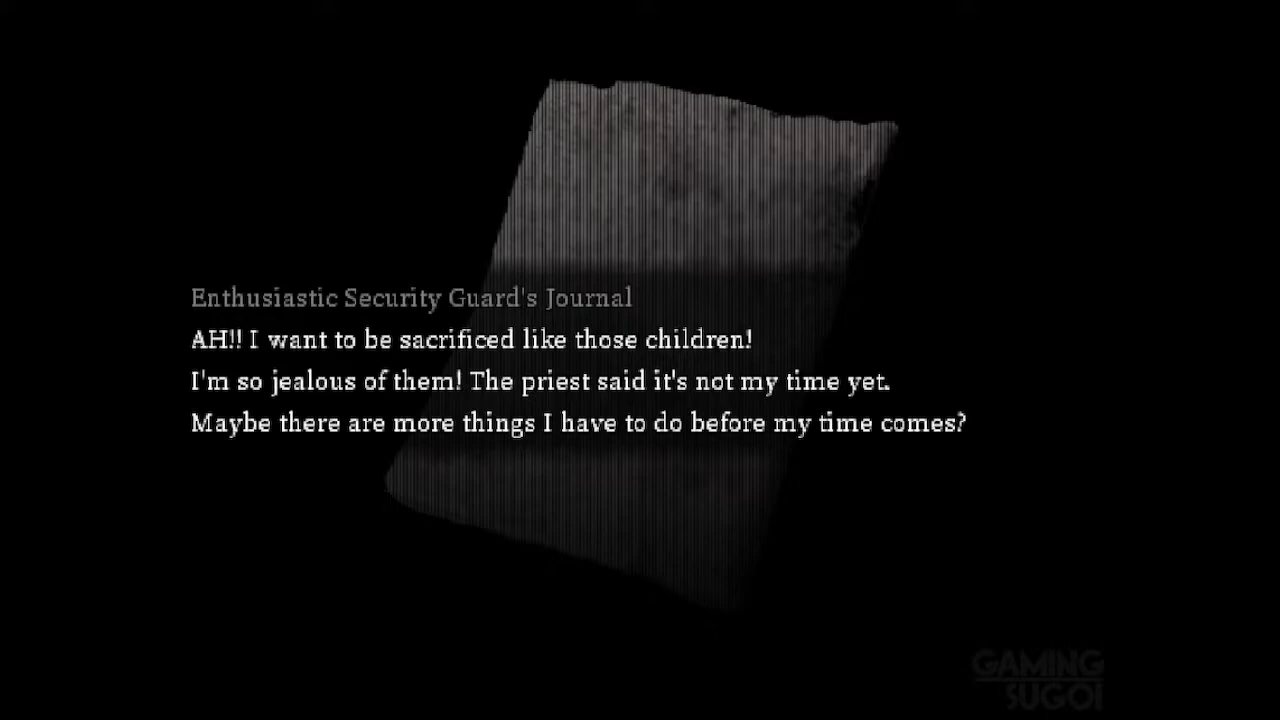 Enthusiastic Security Guard's Journal
AH!! I want to be sacrificed like those children!
I'm so jealous of them! The priest said it's not my time yet.
Maybe there are more things I have to do before my time comes?
GAMING
SUGOI